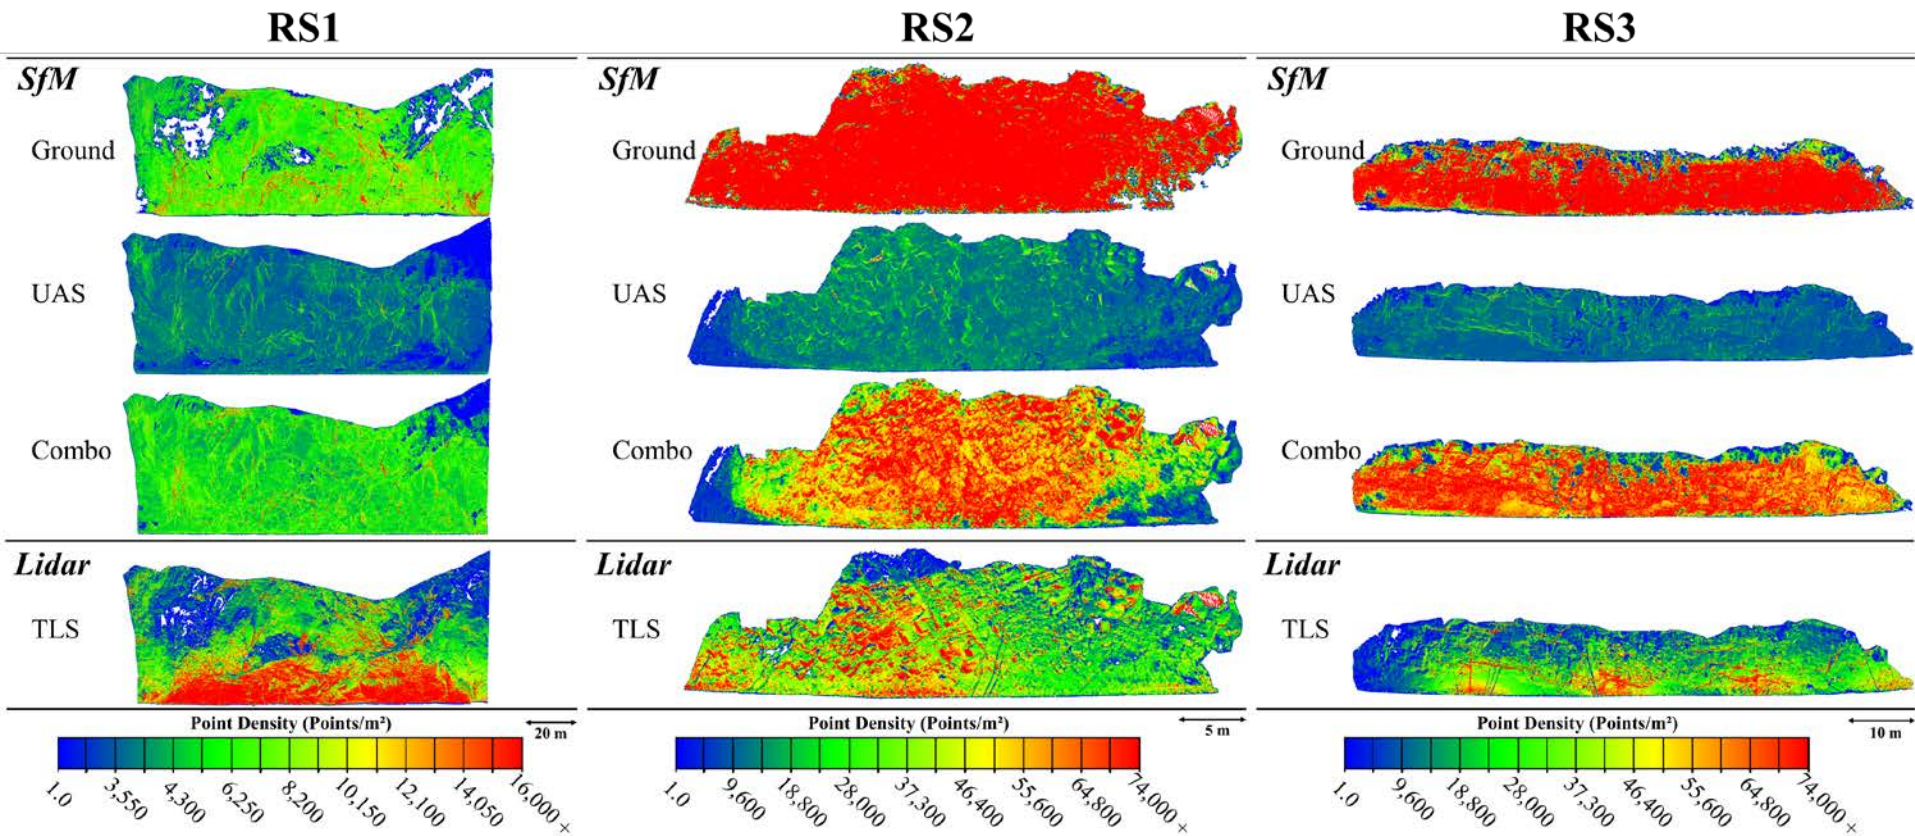 RS1 RS2 RS3
SfM SfM SfM
Ground Ground Ground
UAS UAS UAS
Combo Combo Combo
Lidar Lidar Lidar
TLS TLS TLS
Point Density (Points/m²) 20 m Point Density (Points/m²) 5 m Point Density (Points/m²) 10 m
1.0 3,550 4,300 6,250 8,200 10,150 12,100 14,050 16,000 × 1.0 9,600 18,800 28,000 37,300 46,400 55,600 64,800 74,000 × 1.0 9,600 18,800 28,000 37,300 46,400 55,600 64,800 74,000 ×